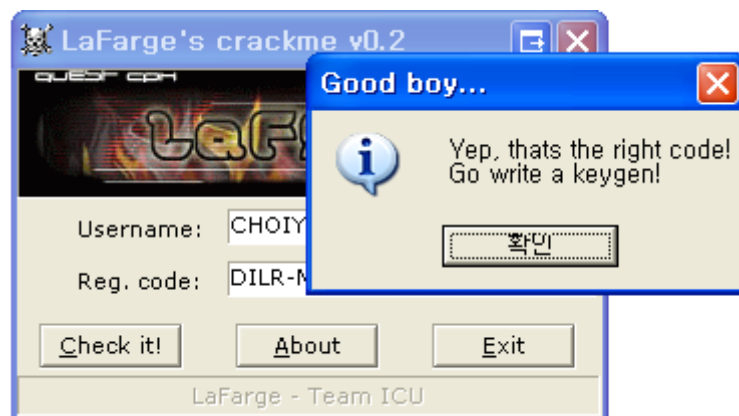 LaFarge's crackme v0.2
Good boy...
QUEST CPH
LaF
Yep, thats the right code!
Go write a keygen!
확인
Username: CHOIY
Reg. code: DILR-
Check it! About Exit
LaFarge - Team ICU